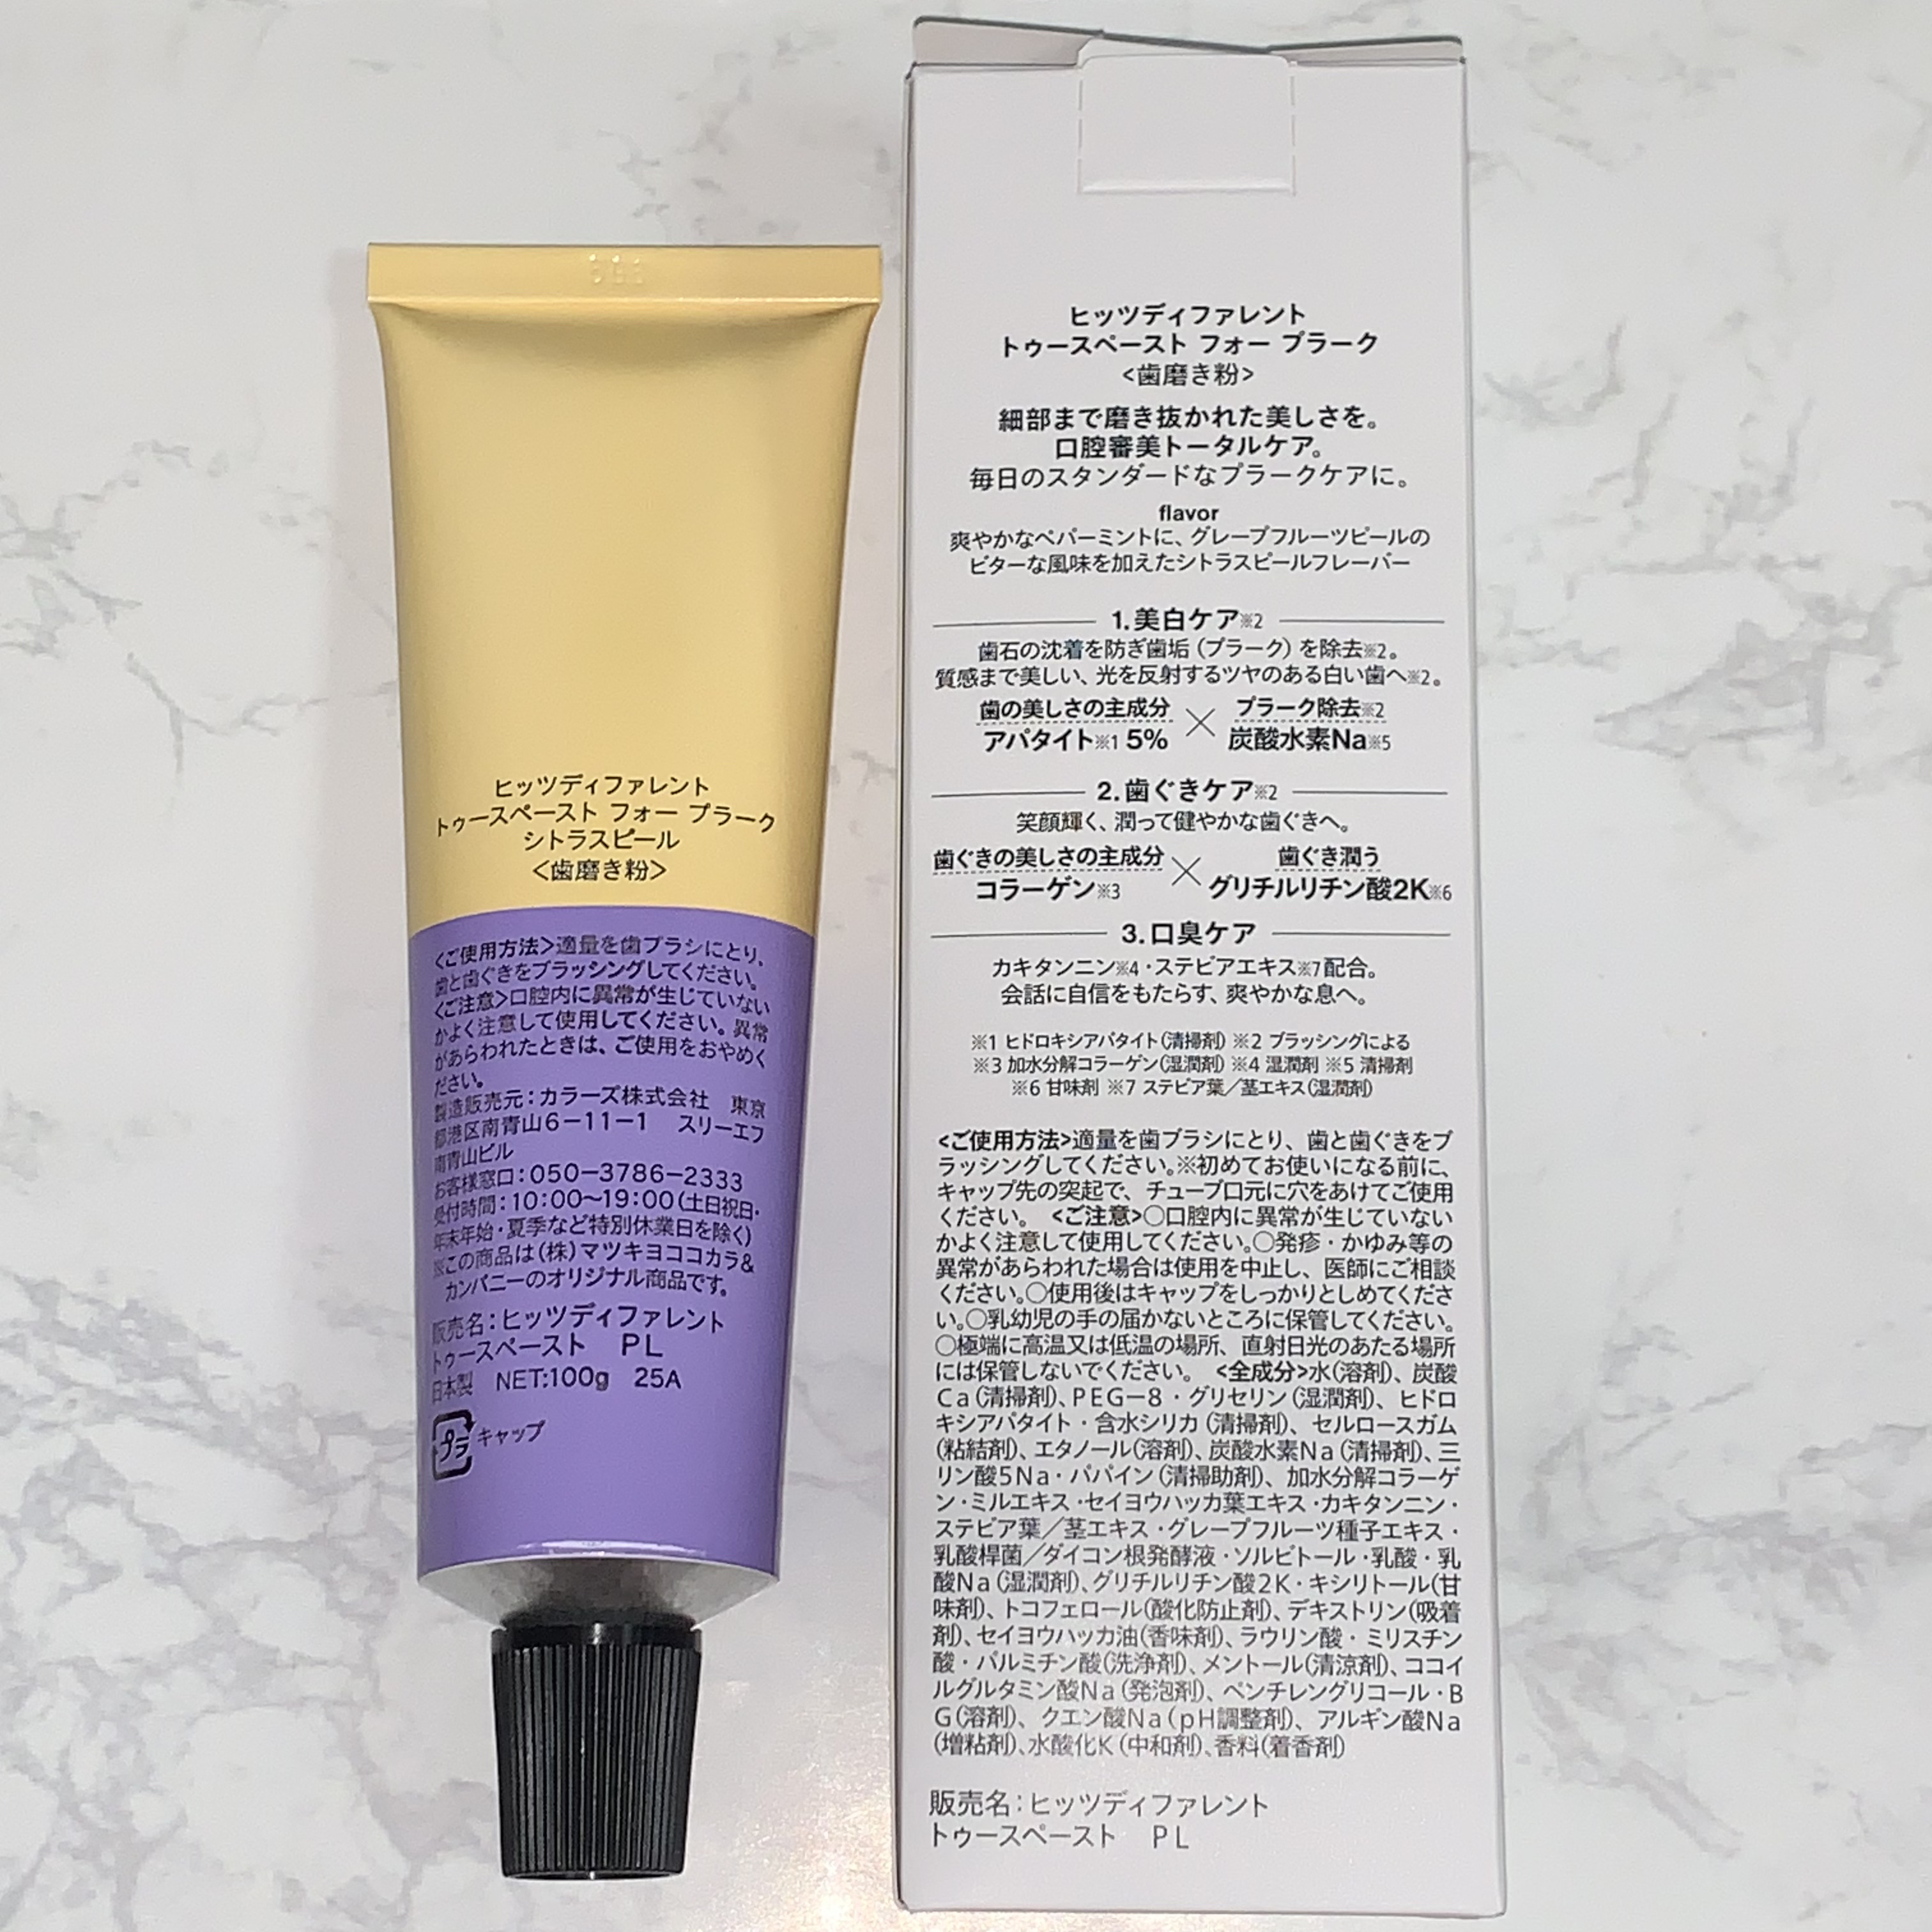 ヒッツディファレント
トゥースペースト フォー プラーク
シトラスピール
<歯磨き粉>
<ご使用方法>適量を歯ブラシにとり、
歯と歯ぐきをブラッシングしてください。
<ご注意>口腔内に異常が生じていない
かよく注意して使用してください。異常
があらわれたときは、ご使用をおやめく
ださい。
製造販売元:カラーズ株式会社 東京
都港区南青山6-11-1 スリーエフ
南青山ビル
お客様窓口:050-3786-2333
受付時間:10:00〜19:00(土日祝日・
年末年始・夏季など特別休業日を除く)
※この商品は(株)マツキヨココカラ&
カンパニーのオリジナル商品です。
販売名:ヒッツディファレント
トゥースペースト PL
日本製 NET:100g 25A
プラ キャップ
ヒッツディファレント
トゥースペースト フォー プラーク
<歯磨き粉>
細部まで磨き抜かれた美しさを。
口腔審美トータルケア。
毎日のスタンダードなプラークケアに。
flavor
爽やかなペパーミントに、グレープフルーツピールの
ビターな風味を加えたシトラスピールフレーバー
1.美白ケア※2
歯石の沈着を防ぎ歯垢(プラーク)を除去※2。
質感まで美しい、光を反射するツヤのある白い歯へ※2。
歯の美しさの主成分 × プラーク除去※2
アパタイト※1 5% 炭酸水素Na※5
2.歯ぐきケア※2
笑顔輝く、潤って健やかな歯ぐきへ。
歯ぐきの美しさの主成分 × 歯ぐき潤う
コラーゲン※3 グリチルリチン酸2K※6
3.口臭ケア
カキタンニン※4・ステビアエキス※7配合。
会話に自信をもたらす、爽やかな息へ。
※1 ヒドロキシアパタイト(清掃剤) ※2 ブラッシングによる
※3 加水分解コラーゲン(湿潤剤) ※4 湿潤剤 ※5 清掃剤
※6 甘味剤 ※7 ステビア葉/茎エキス(湿潤剤)
<ご使用方法>適量を歯ブラシにとり、歯と歯ぐきをブ
ラッシングしてください。※初めてお使いになる前に、
キャップ先の突起で、チューブ口元に穴をあけてご使用
ください。 <ご注意>○口腔内に異常が生じていない
かよく注意して使用してください。○発疹・かゆみ等の
異常があらわれた場合は使用を中止し、医師にご相談
ください。○使用後はキャップをしっかりとしめてくださ
い。○乳幼児の手の届かないところに保管してください。
○極端に高温又は低温の場所、直射日光のあたる場所
には保管しないでください。 <全成分>水(溶剤)、炭酸
Ca(清掃剤)、PEG-8・グリセリン(湿潤剤)、ヒドロ
キシアパタイト・含水シリカ(清掃剤)、セルロースガム
(粘結剤)、エタノール(溶剤)、炭酸水素Na(清掃剤)、三
リン酸5Na・パパイン(清掃助剤)、加水分解コラーゲ
ン・ミルエキス・セイヨウハッカ葉エキス・カキタンニン・
ステビア葉/茎エキス・グレープフルーツ種子エキス・
乳酸桿菌/ダイコン根発酵液・ソルビトール・乳酸・乳
酸Na(湿潤剤)、グリチルリチン酸2K・キシリトール(甘
味剤)、トコフェロール(酸化防止剤)、デキストリン(吸着
剤)、セイヨウハッカ油(香味剤)、ラウリン酸・ミリスチン
酸・パルミチン酸(洗浄剤)、メントール(清涼剤)、ココイ
ルグルタミン酸Na(発泡剤)、ペンチレングリコール・B
G(溶剤)、クエン酸Na(pH調整剤)、アルギン酸Na
(増粘剤)、水酸化K(中和剤)、香料(着香剤)
販売名:ヒッツディファレント
トゥースペースト PL